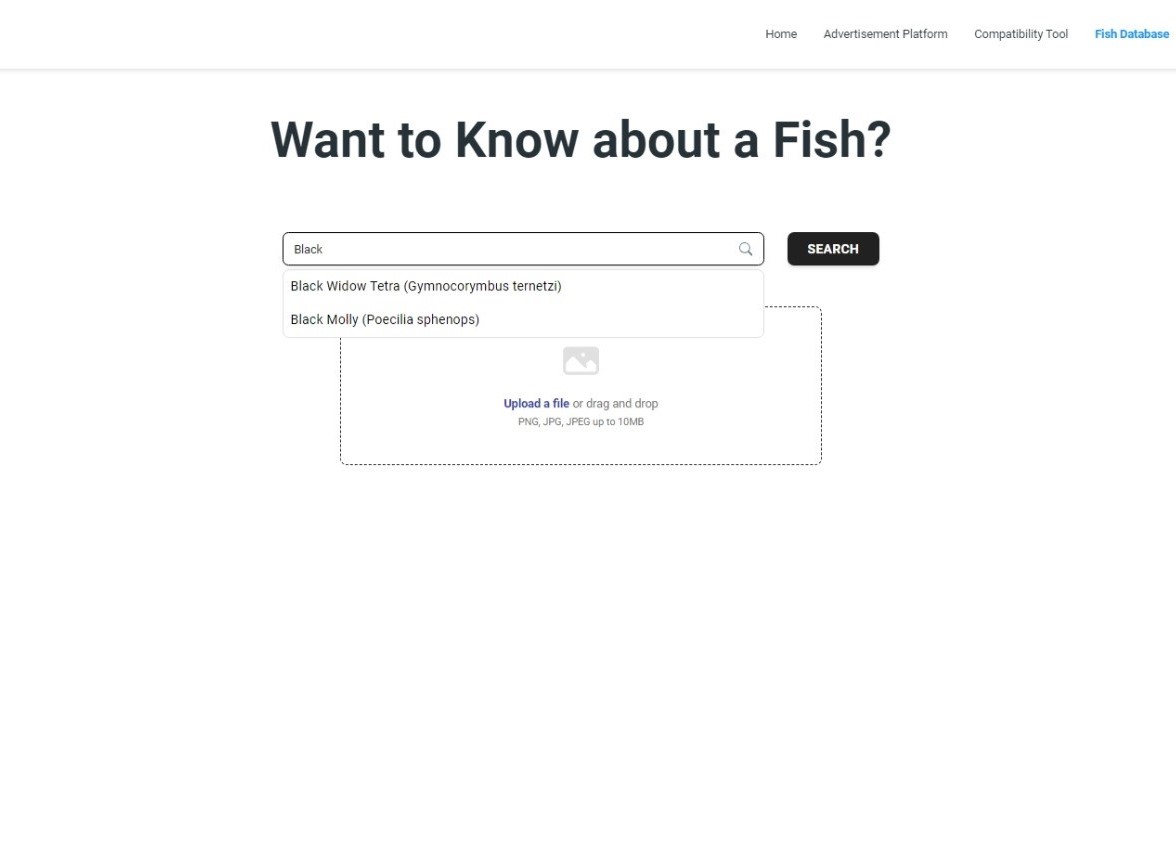 Home Advertisement Platform Compatibility Tool Fish Database
Want to Know about a Fish?
Black SEARCH
Black Widow Tetra (Gymnocorymbus ternetzi)
Black Molly (Poecilia sphenops)
Upload a file or drag and drop
PNG, JPG, JPEG up to 10MB